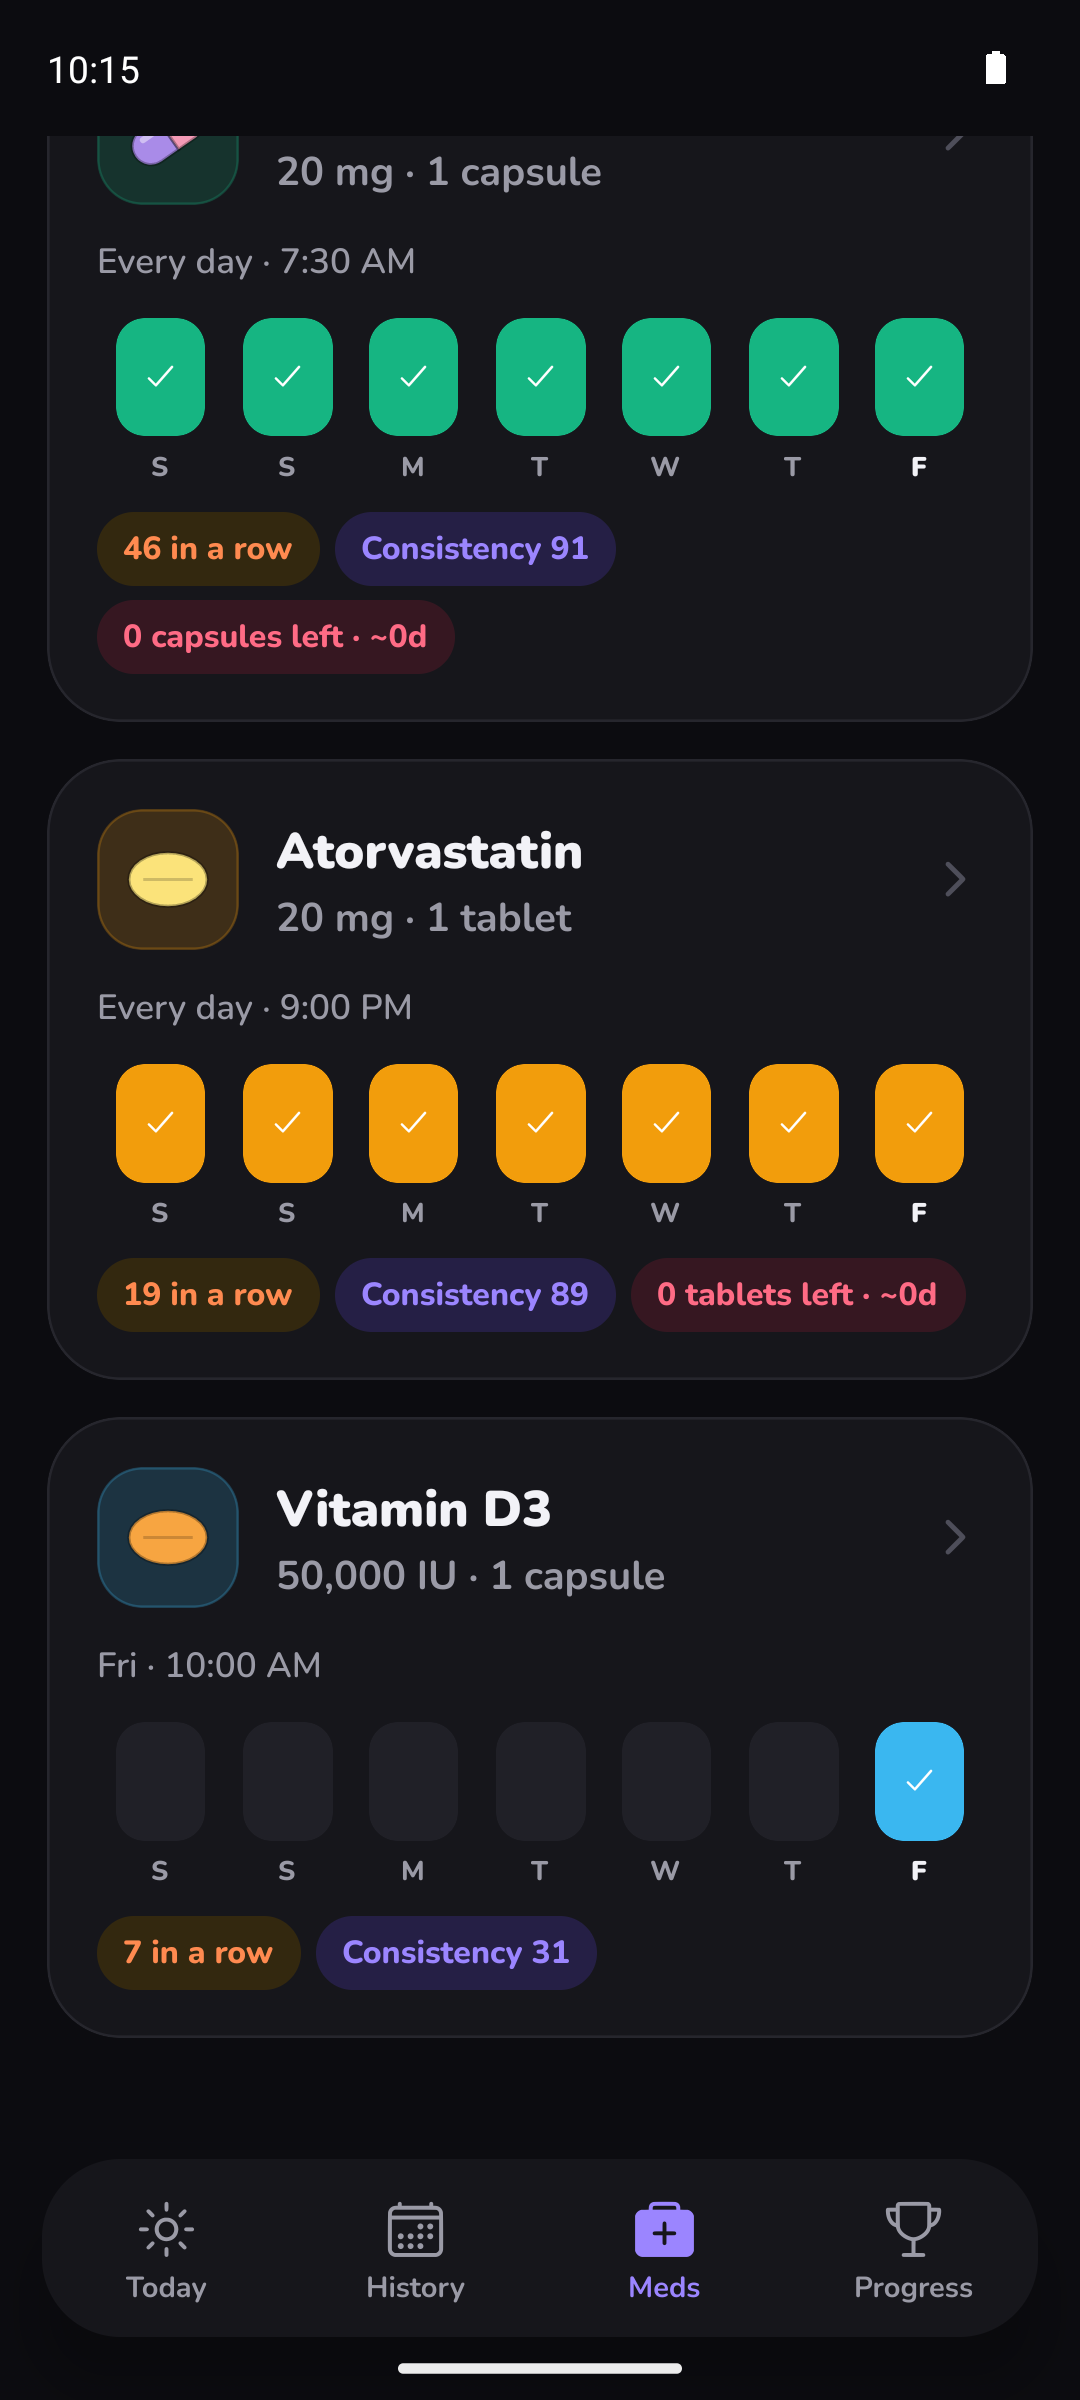 10:15
20 mg · 1 capsule
Every day · 7:30 AM
S S M T W T F
46 in a row Consistency 91
0 capsules left · ~0d
Atorvastatin
20 mg · 1 tablet
Every day · 9:00 PM
S S M T W T F
19 in a row Consistency 89 0 tablets left · ~0d
Vitamin D3
50,000 IU · 1 capsule
Fri · 10:00 AM
S S M T W T F
7 in a row Consistency 31
Today History Meds Progress